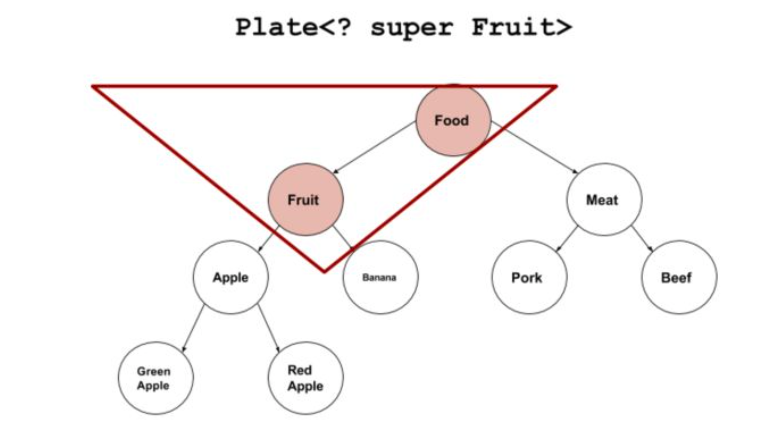 Plate<? super Fruit>
Food
Fruit
Meat
Apple
Banana
Pork
Beef
Green
Apple
Red
Apple